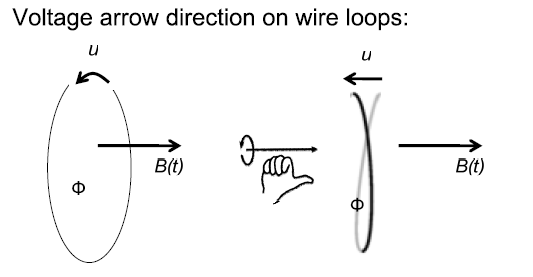 Voltage arrow direction on wire loops:
u
u
B(t)
B(t)
Φ
Φ